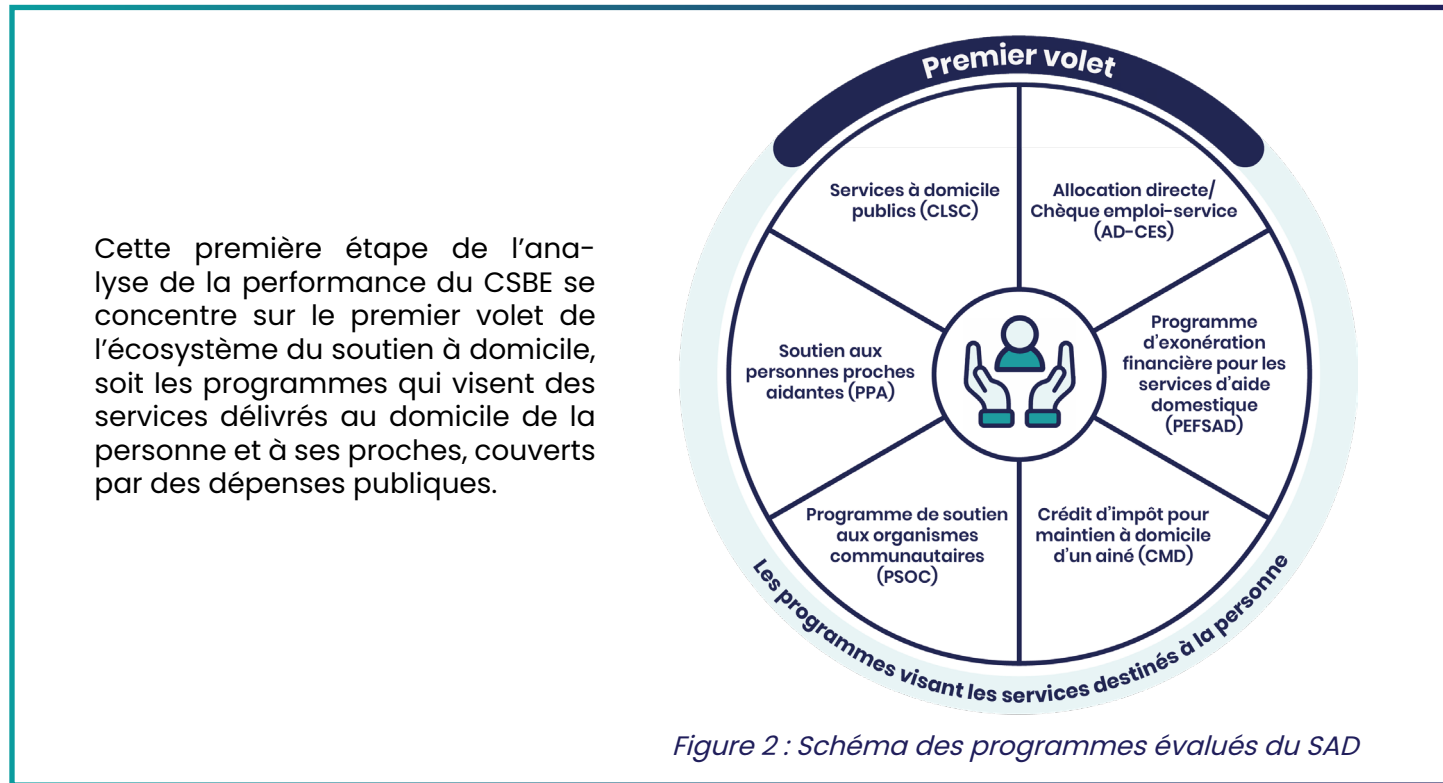 Cette première étape de l'ana-
lyse de la performance du CSBE se
concentre sur le premier volet de
l'écosystème du soutien à domicile,
soit les programmes qui visent des
services délivrés au domicile de la
personne et à ses proches, couverts
par des dépenses publiques.
Premier volet
Services à domicile
publics (CLSC)
Allocation directe/
Chèque emploi-service
(AD-CES)
Soutien aux
personnes proches
aidantes (PPA)
Programme
d'exonération
financière pour les
services d'aide
domestique
(PEFSAD)
Programme de soutien
aux organismes
communautaires
(PSOC)
Crédit d'impôt pour
maintien à domicile
d'un ainé (CMD)
Les programmes visant les services destinés à la personne
Figure 2 : Schéma des programmes évalués du SAD